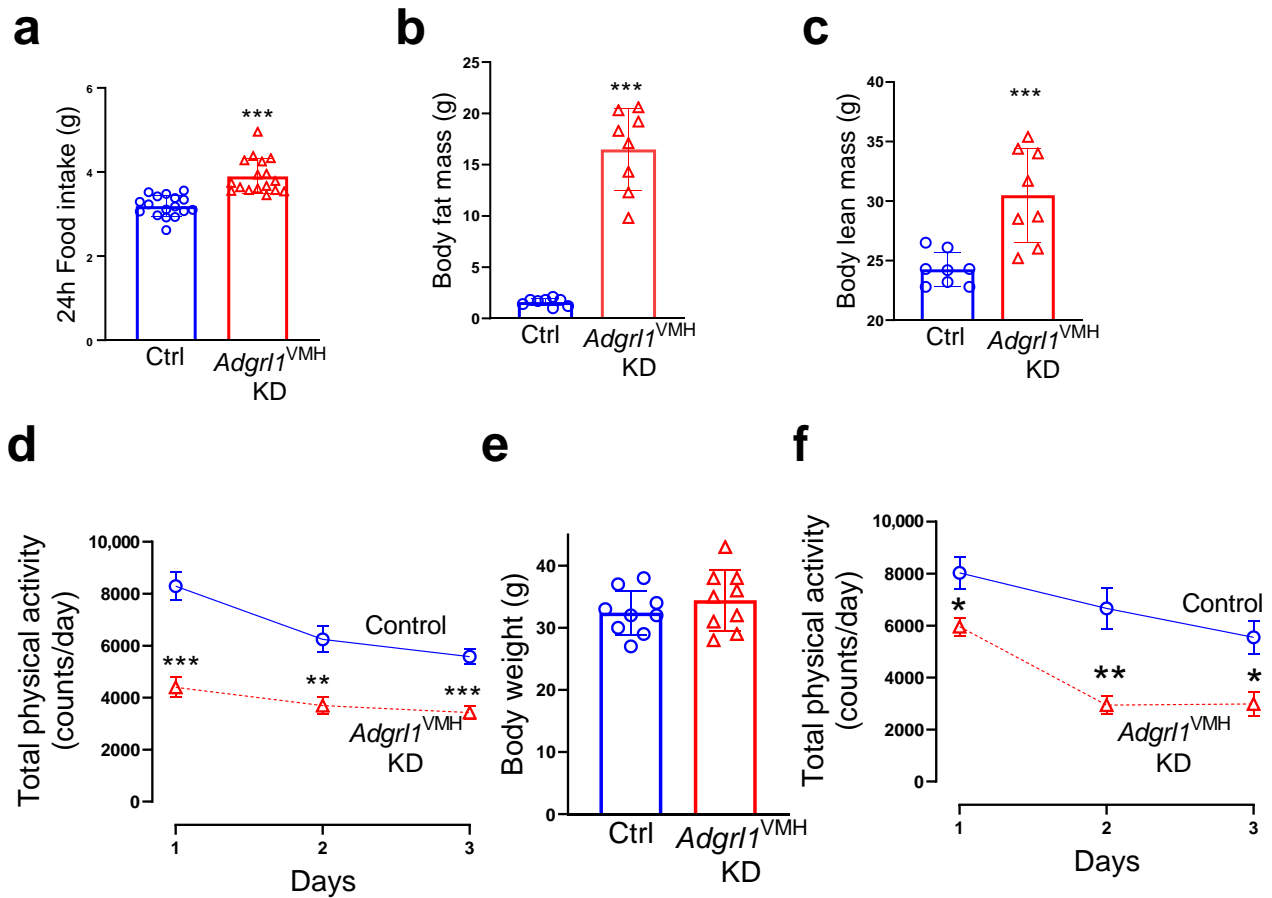 a
24h Food intake (g)
6
4
2
0
***
Ctrl
Adgrl1VMH
KD
b
Body fat mass (g)
25
20
15
10
5
0
***
Ctrl
Adgrl1VMH
KD
c
Body lean mass (g)
40
35
30
25
20
***
Ctrl
Adgrl1VMH
KD
d
Total physical activity
(counts/day)
10,000
8000
6000
4000
2000
0
Control
***
**
***
Adgrl1VMH
KD
1
2
3
Days
e
Body weight (g)
40
30
20
10
0
Ctrl
Adgrl1VMH
KD
f
Total physical activity
(counts/day)
10,000
8000
6000
4000
2000
0
Control
*
**
*
Adgrl1VMH
KD
1
2
3
Days